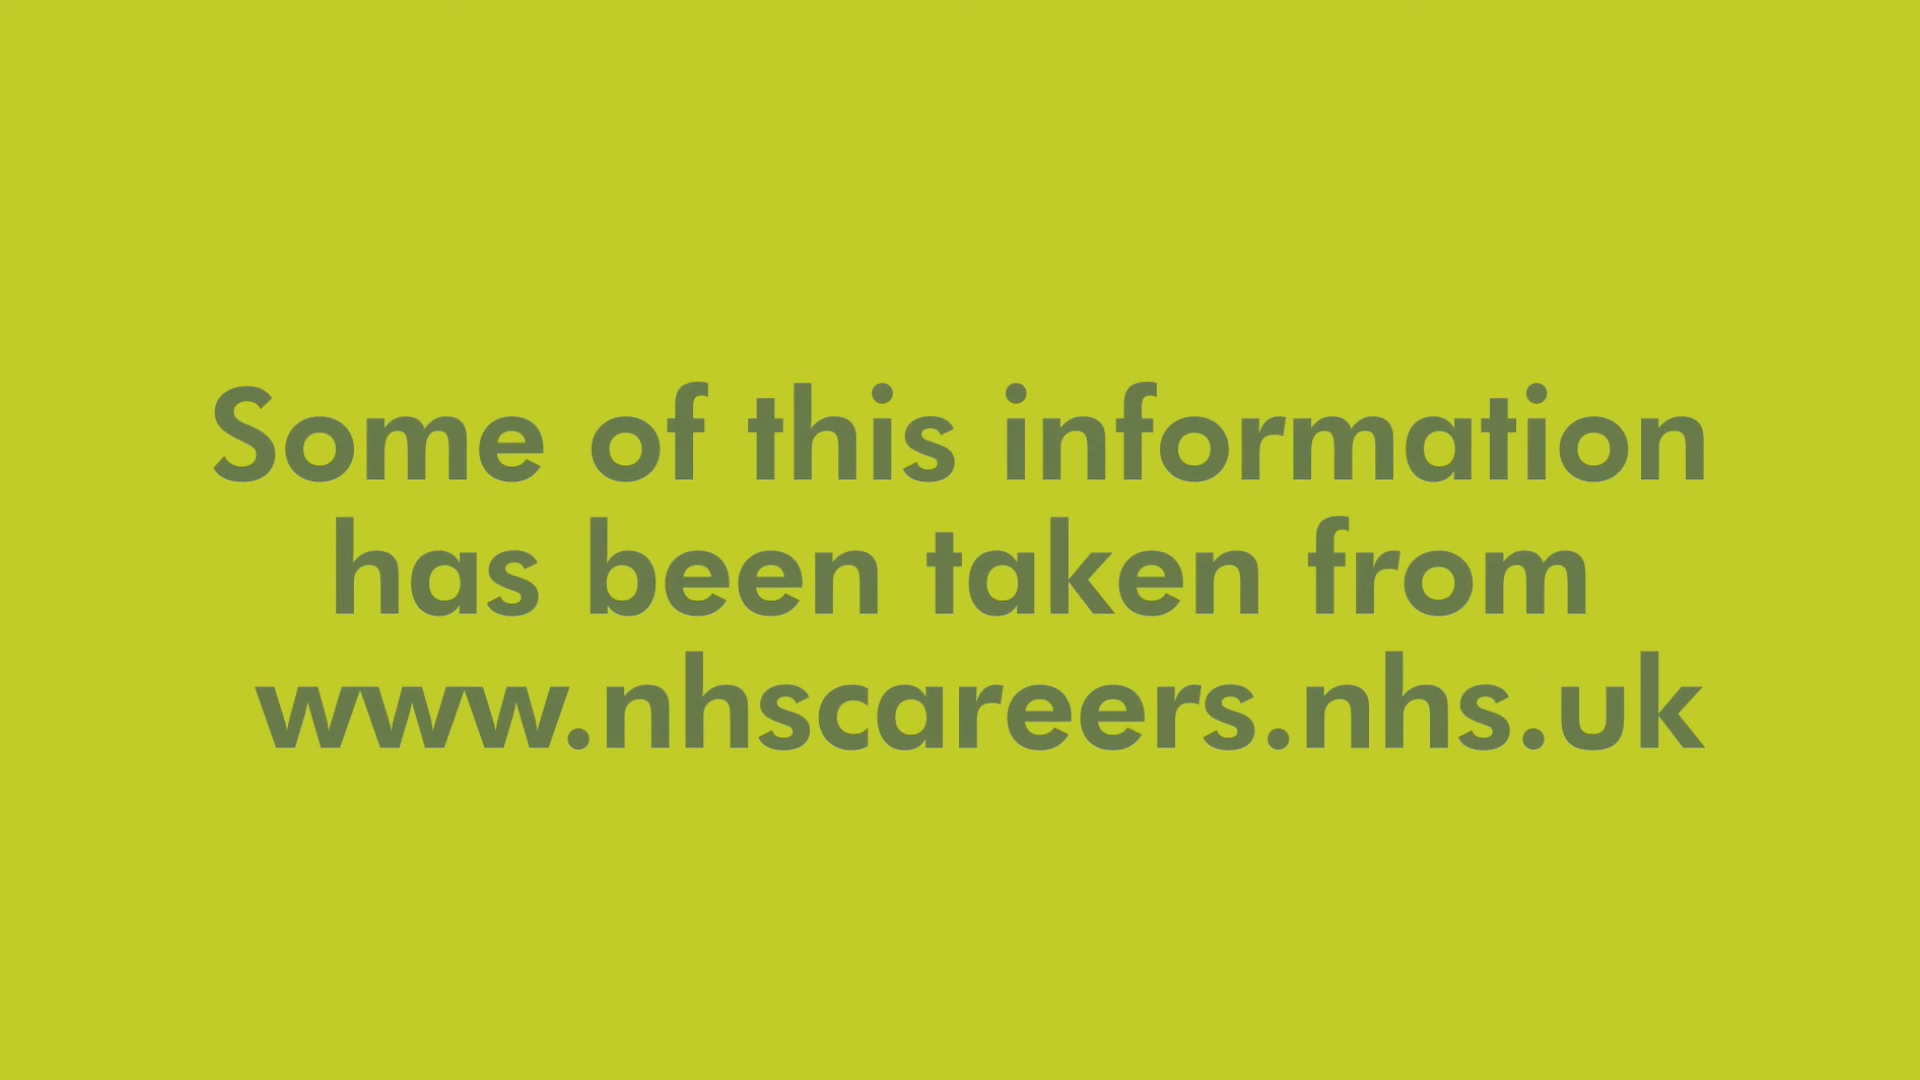 Some of this information
has been taken from
www.nhscareers.nhs.uk